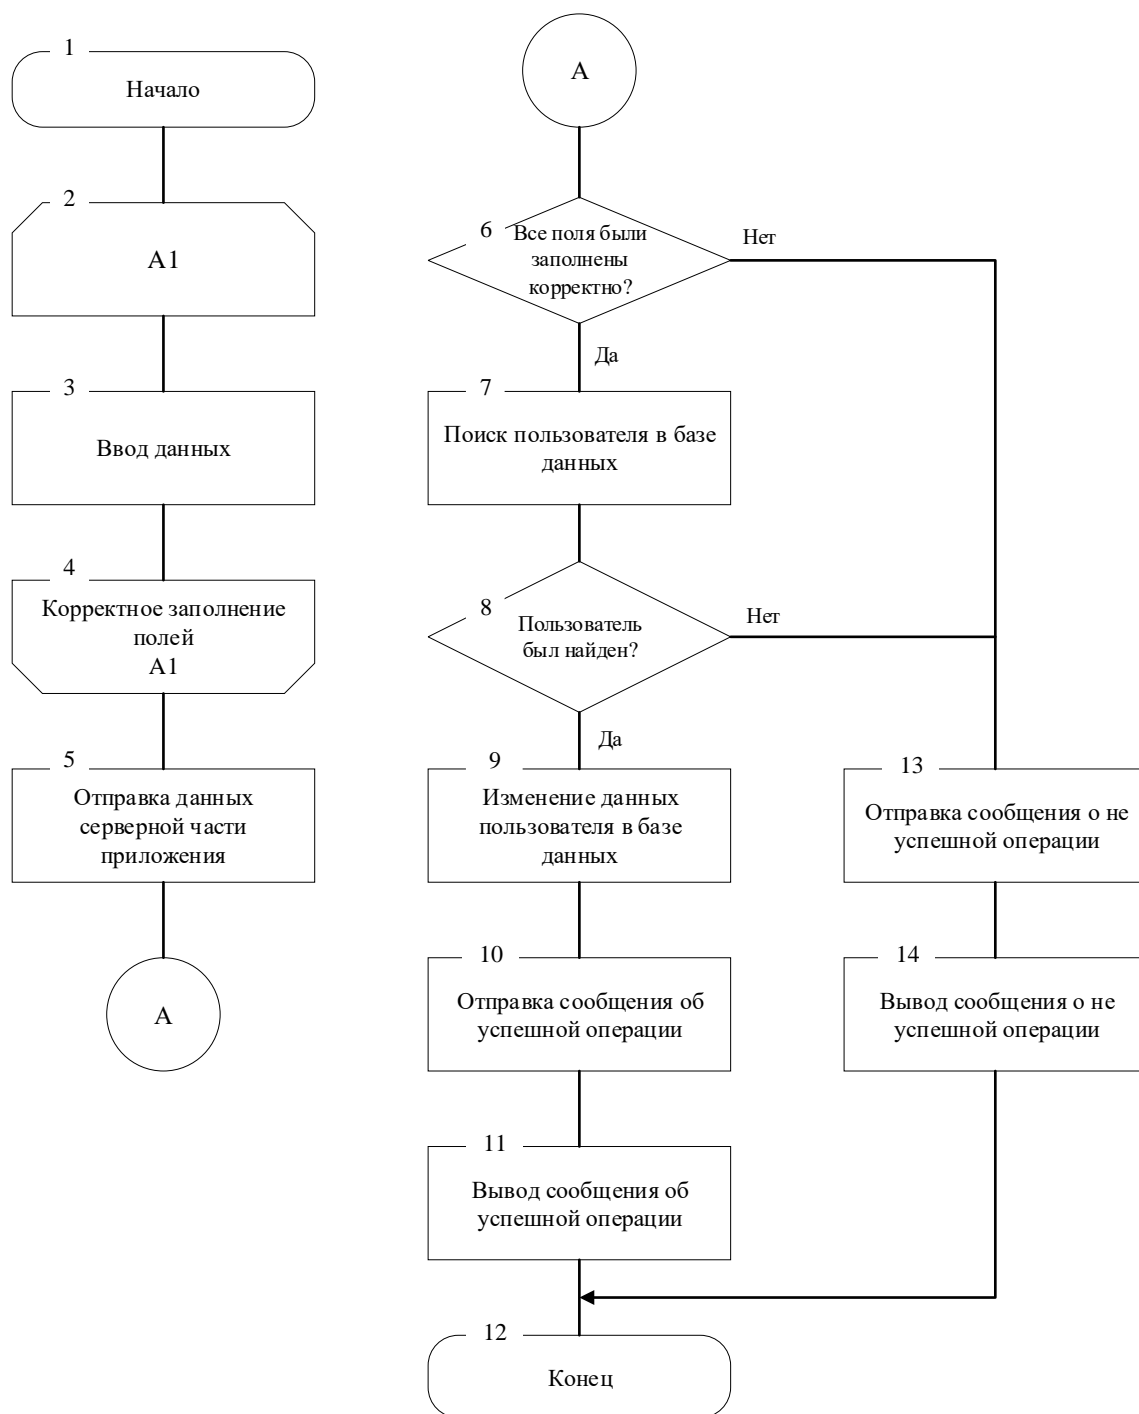 1
Начало
2
А1
3
Ввод данных
4
Корректное заполнение
полей
А1
5
Отправка данных
серверной части
приложения
А
А
6
Все поля были
заполнены
корректно?
Нет
Да
7
Поиск пользователя в базе
данных
8
Пользователь
был найден?
Нет
Да
9
Изменение данных
пользователя в базе
данных
10
Отправка сообщения об
успешной операции
11
Вывод сообщения об
успешной операции
12
Конец
13
Отправка сообщения о не
успешной операции
14
Вывод сообщения о не
успешной операции